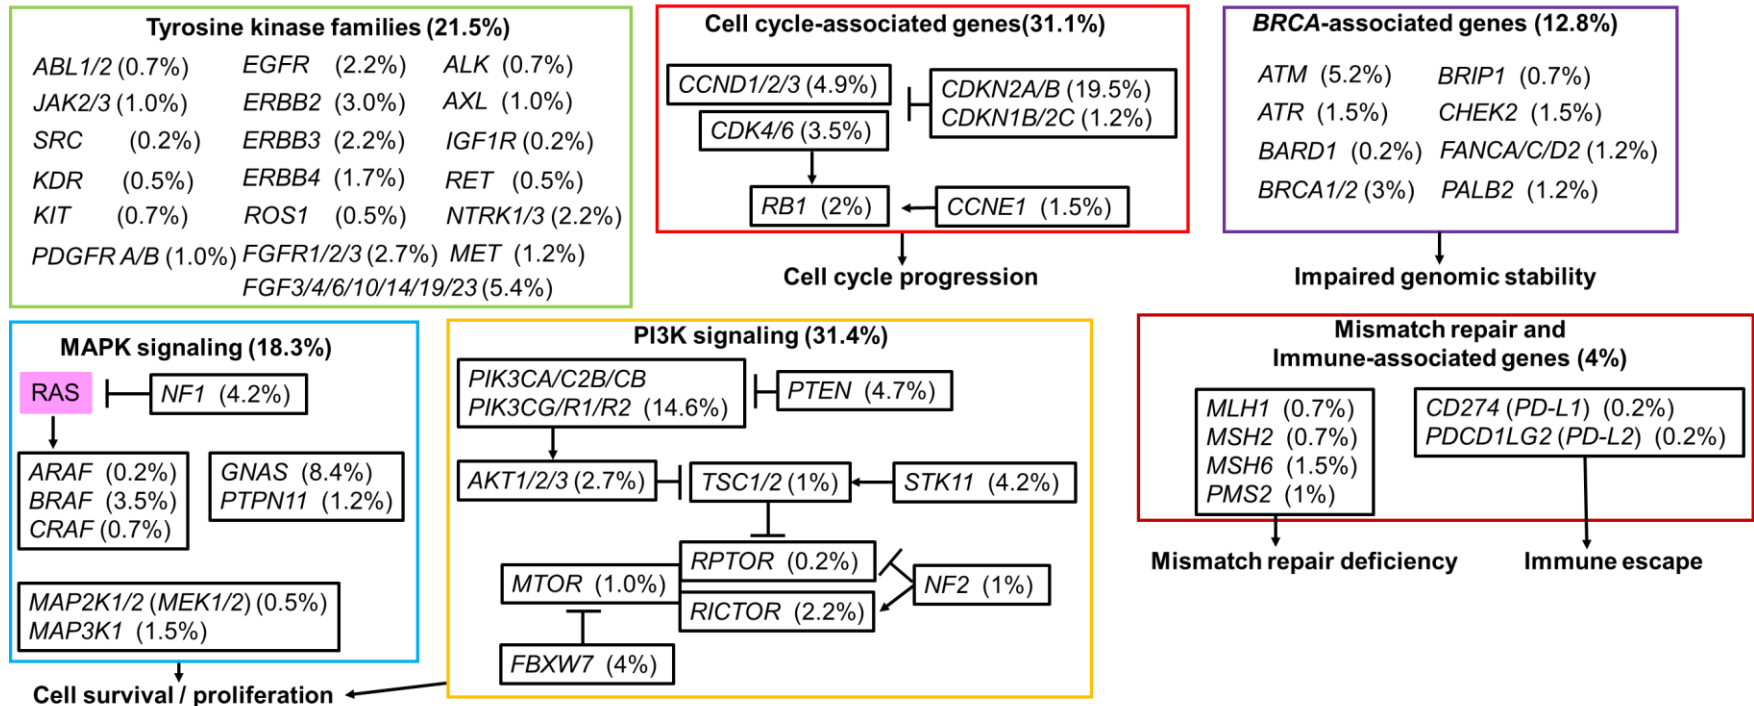 Tyrosine kinase families (21.5%)
ABL1/2 (0.7%) EGFR (2.2%) ALK (0.7%)
JAK2/3 (1.0%) ERBB2 (3.0%) AXL (1.0%)
SRC (0.2%) ERBB3 (2.2%) IGF1R (0.2%)
KDR (0.5%) ERBB4 (1.7%) RET (0.5%)
KIT (0.7%) ROS1 (0.5%) NTRK1/3 (2.2%)
PDGFR A/B (1.0%) FGFR1/2/3 (2.7%) MET (1.2%)
FGF3/4/6/10/14/19/23 (5.4%)
Cell cycle-associated genes(31.1%)
CCND1/2/3 (4.9%)
CDK4/6 (3.5%)
CDKN2A/B (19.5%)
CDKN1B/2C (1.2%)
RB1 (2%)
CCNE1 (1.5%)
Cell cycle progression
BRCA-associated genes (12.8%)
ATM (5.2%) BRIP1 (0.7%)
ATR (1.5%) CHEK2 (1.5%)
BARD1 (0.2%) FANCA/C/D2 (1.2%)
BRCA1/2 (3%) PALB2 (1.2%)
Impaired genomic stability
MAPK signaling (18.3%)
RAS
NF1 (4.2%)
ARAF (0.2%)
BRAF (3.5%)
CRAF (0.7%)
GNAS (8.4%)
PTPN11 (1.2%)
MAP2K1/2 (MEK1/2) (0.5%)
MAP3K1 (1.5%)
Cell survival / proliferation
PI3K signaling (31.4%)
PIK3CA/C2B/CB
PIK3CG/R1/R2 (14.6%)
PTEN (4.7%)
AKT1/2/3 (2.7%)
TSC1/2 (1%)
STK11 (4.2%)
RPTOR (0.2%)
MTOR (1.0%)
RICTOR (2.2%)
NF2 (1%)
FBXW7 (4%)
Mismatch repair and
Immune-associated genes (4%)
MLH1 (0.7%)
MSH2 (0.7%)
MSH6 (1.5%)
PMS2 (1%)
CD274 (PD-L1) (0.2%)
PDCD1LG2 (PD-L2) (0.2%)
Mismatch repair deficiency
Immune escape